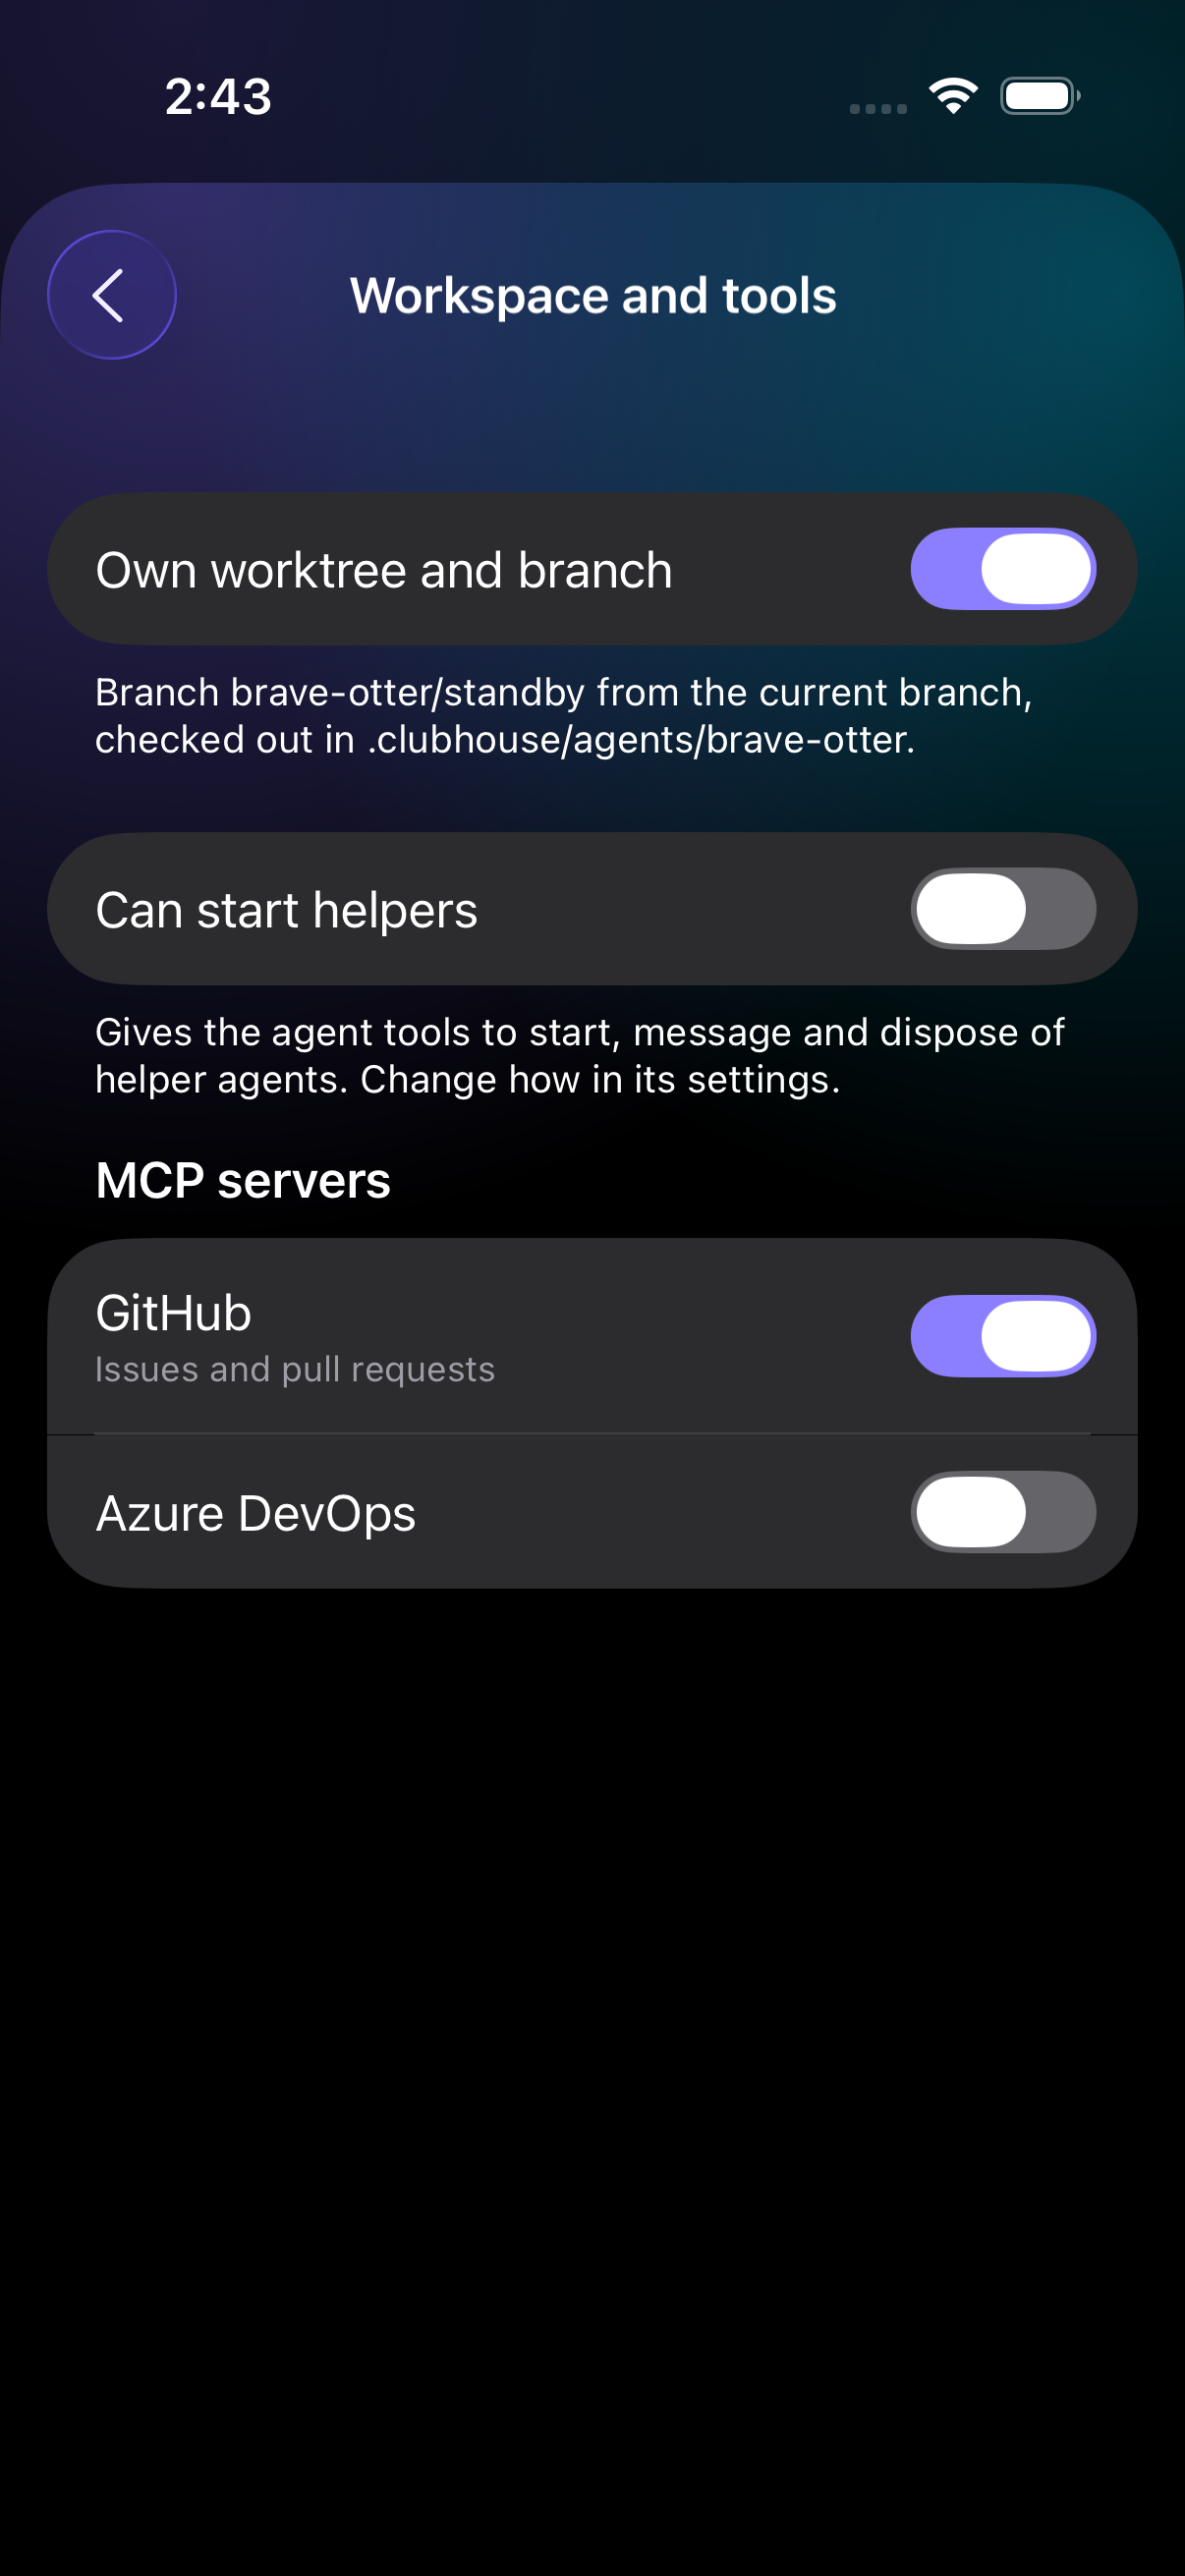 2:43
Workspace and tools
Own worktree and branch
Branch brave-otter/standby from the current branch,
checked out in .clubhouse/agents/brave-otter.
Can start helpers
Gives the agent tools to start, message and dispose of
helper agents. Change how in its settings.
MCP servers
GitHub
Issues and pull requests
Azure DevOps